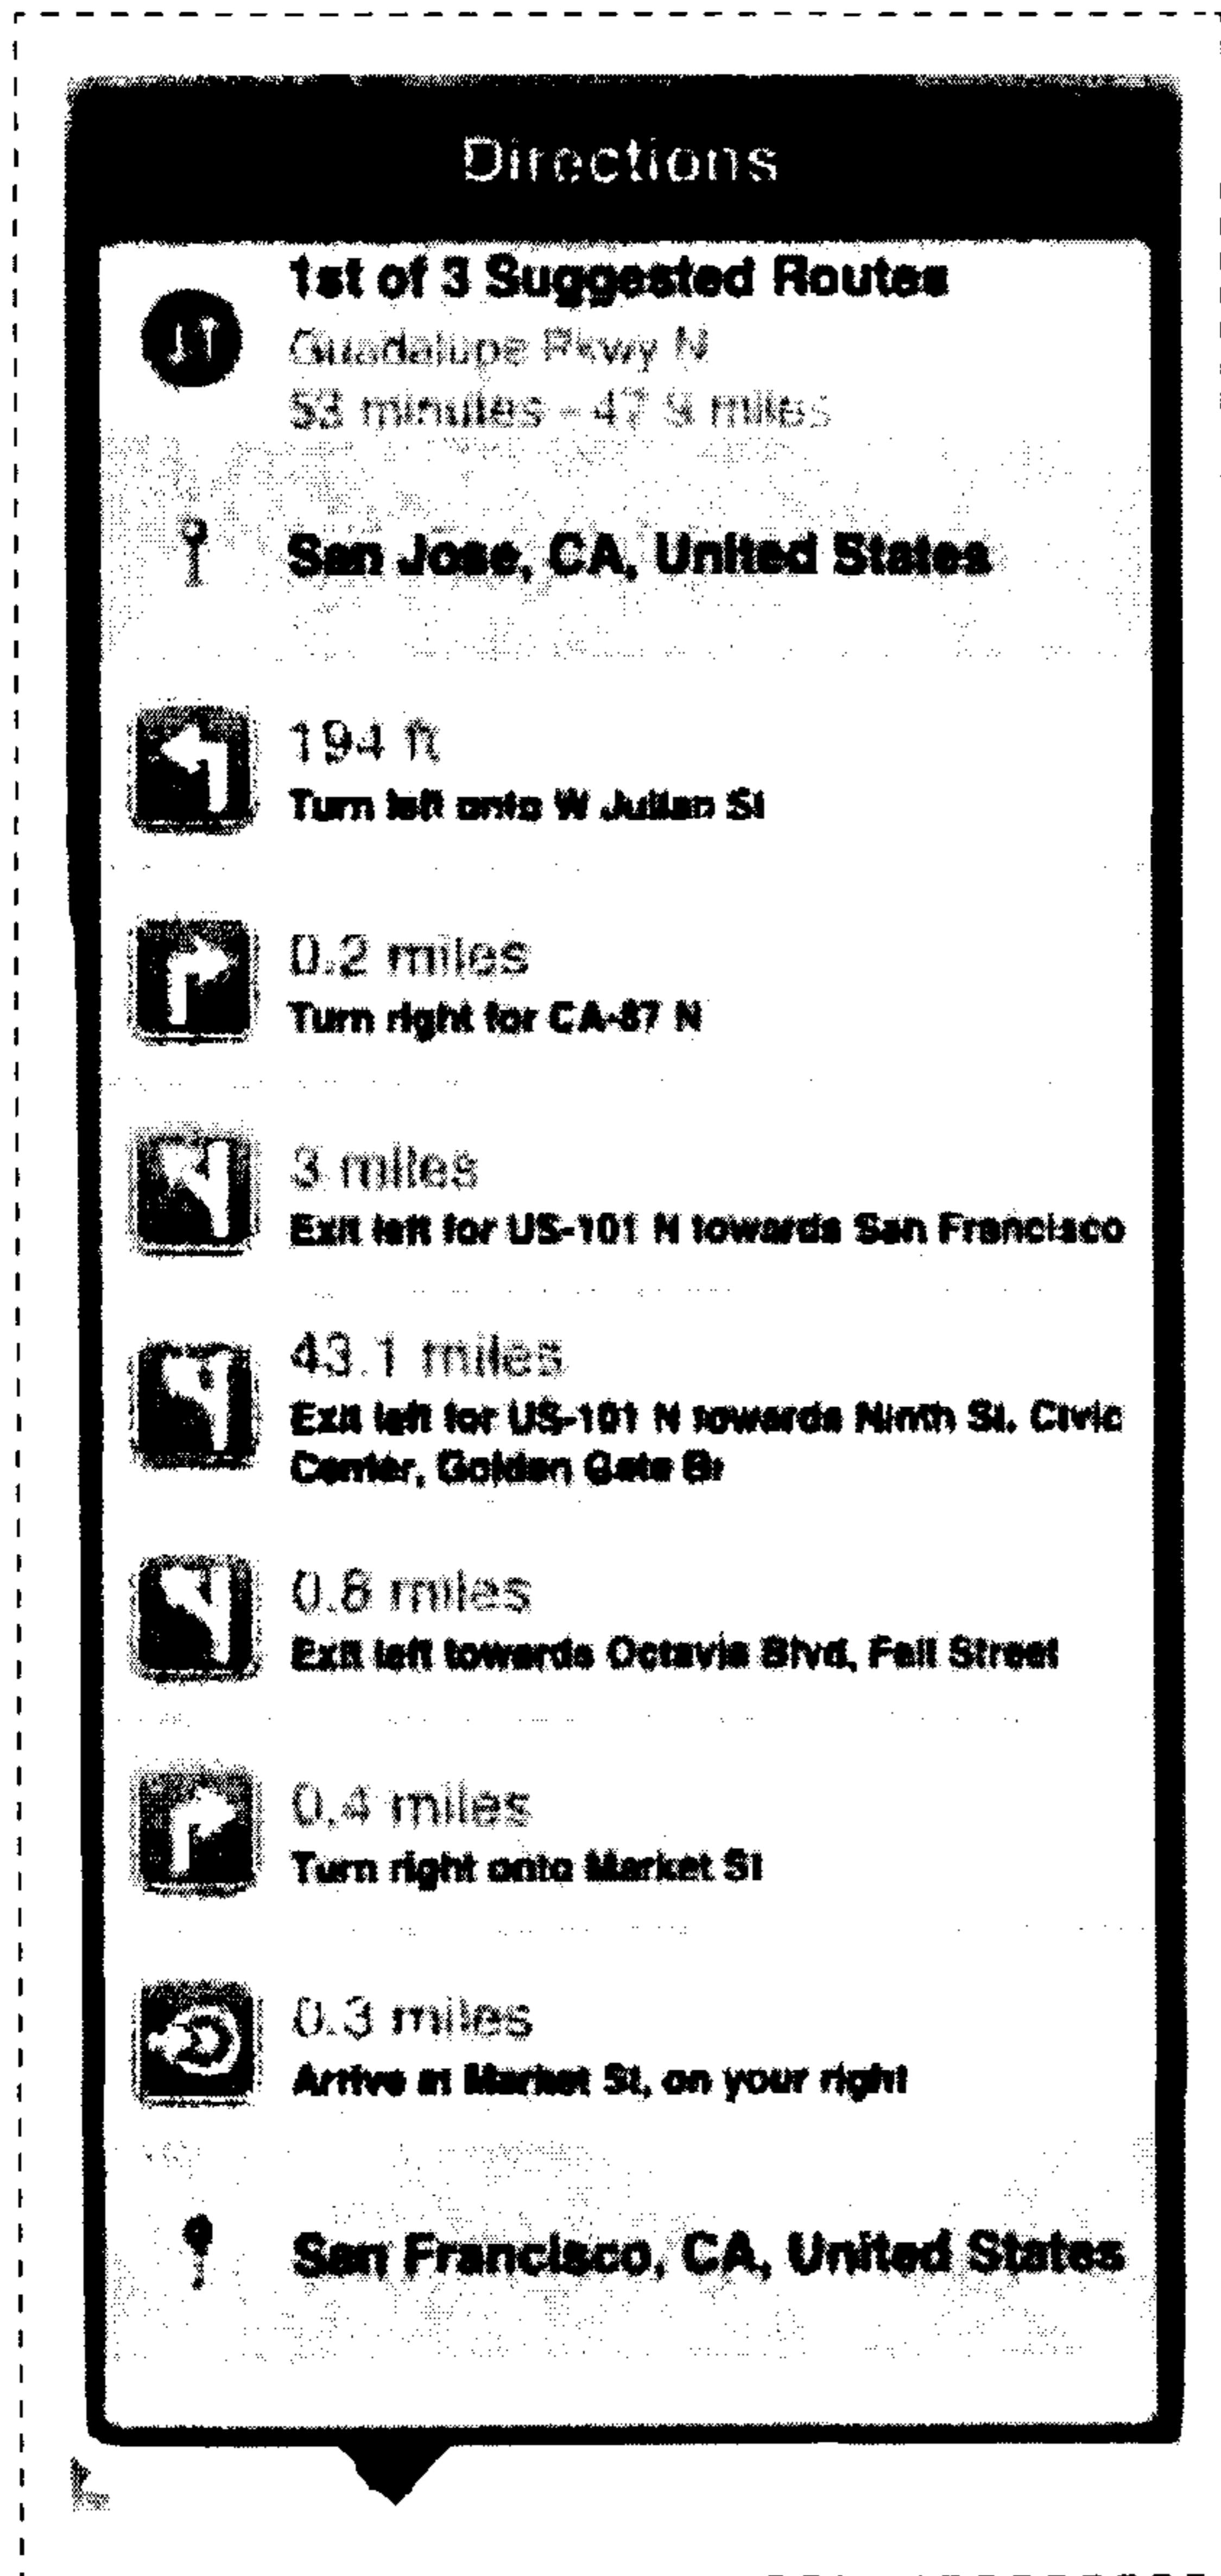 Directions
1st of 3 Suggested Routes
Guadalupe Pkwy N
53 minutes - 47.9 miles
San Jose, CA, United States
194 ft
Turn left onto W Julian St
0.2 miles
Turn right for CA-87 N
3 miles
Exit left for US-101 N towards San Francisco
43.1 miles
Exit left for US-101 N towards Ninth St. Civic
Center, Golden Gate Br
0.8 miles
Exit left towards Octavia Blvd, Fell Street
0.4 miles
Turn right onto Market St
0.3 miles
Arrive at Market St, on your right
San Francisco, CA, United States